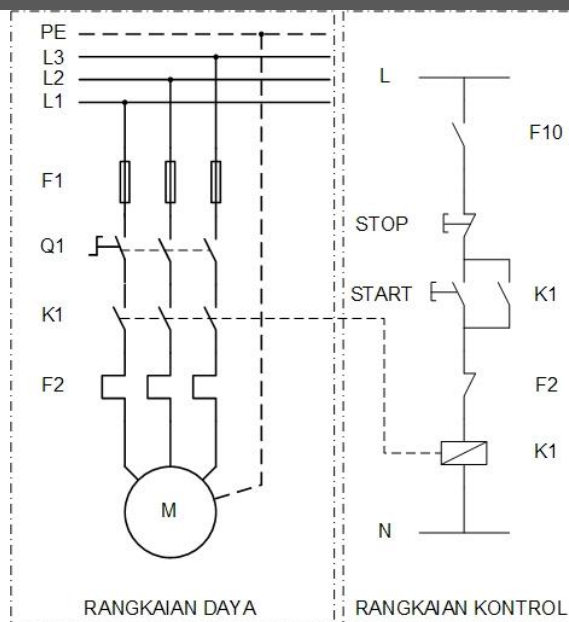 PE
L3
L2
L1
F1
Q1
K1
F2
M
RANGKAIAN DAYA
L
F10
STOP
START
K1
F2
K1
N
RANGKAIAN KONTROL